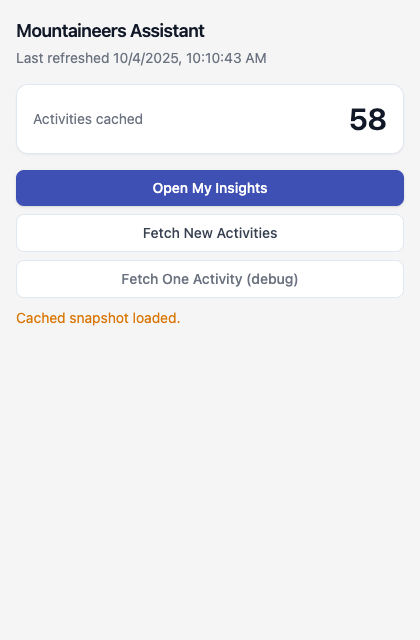 Mountaineers Assistant
Last refreshed 10/4/2025, 10:10:43 AM
Activities cached
58
Open My Insights
Fetch New Activities
Fetch One Activity (debug)
Cached snapshot loaded.